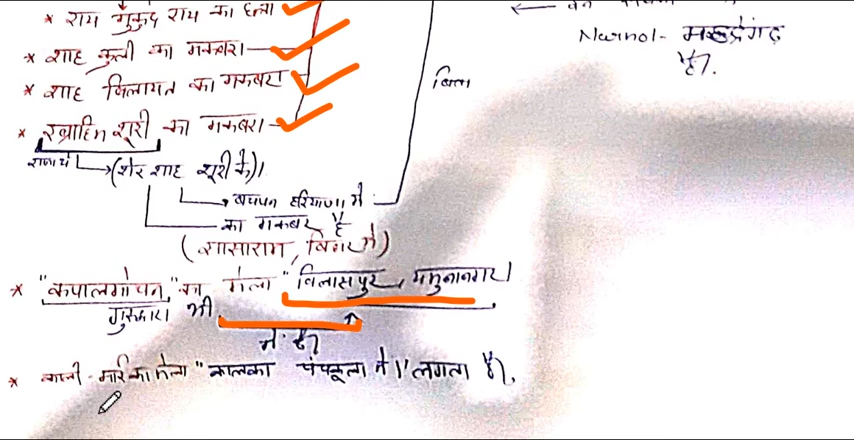 * राय मुकुंद राय का छत्ता
* शाह कुली का मकबरा
* शाह विलायत का मकबरा
* इब्राहिम शूरी का मकबरा
(शेर शाह शूरी के)।
बचपन हरियाणा में
का मकबर है
(सासाराम, बिहार में)
Narnol - महेन्द्रगढ़
है।
* "कपालमोचन" का मेला "बिलासपुर, यमुनानगर।
गुरुद्वारा भी
में है।
* काली माई का मेला "कालका पंचकूला में।" लगता है,